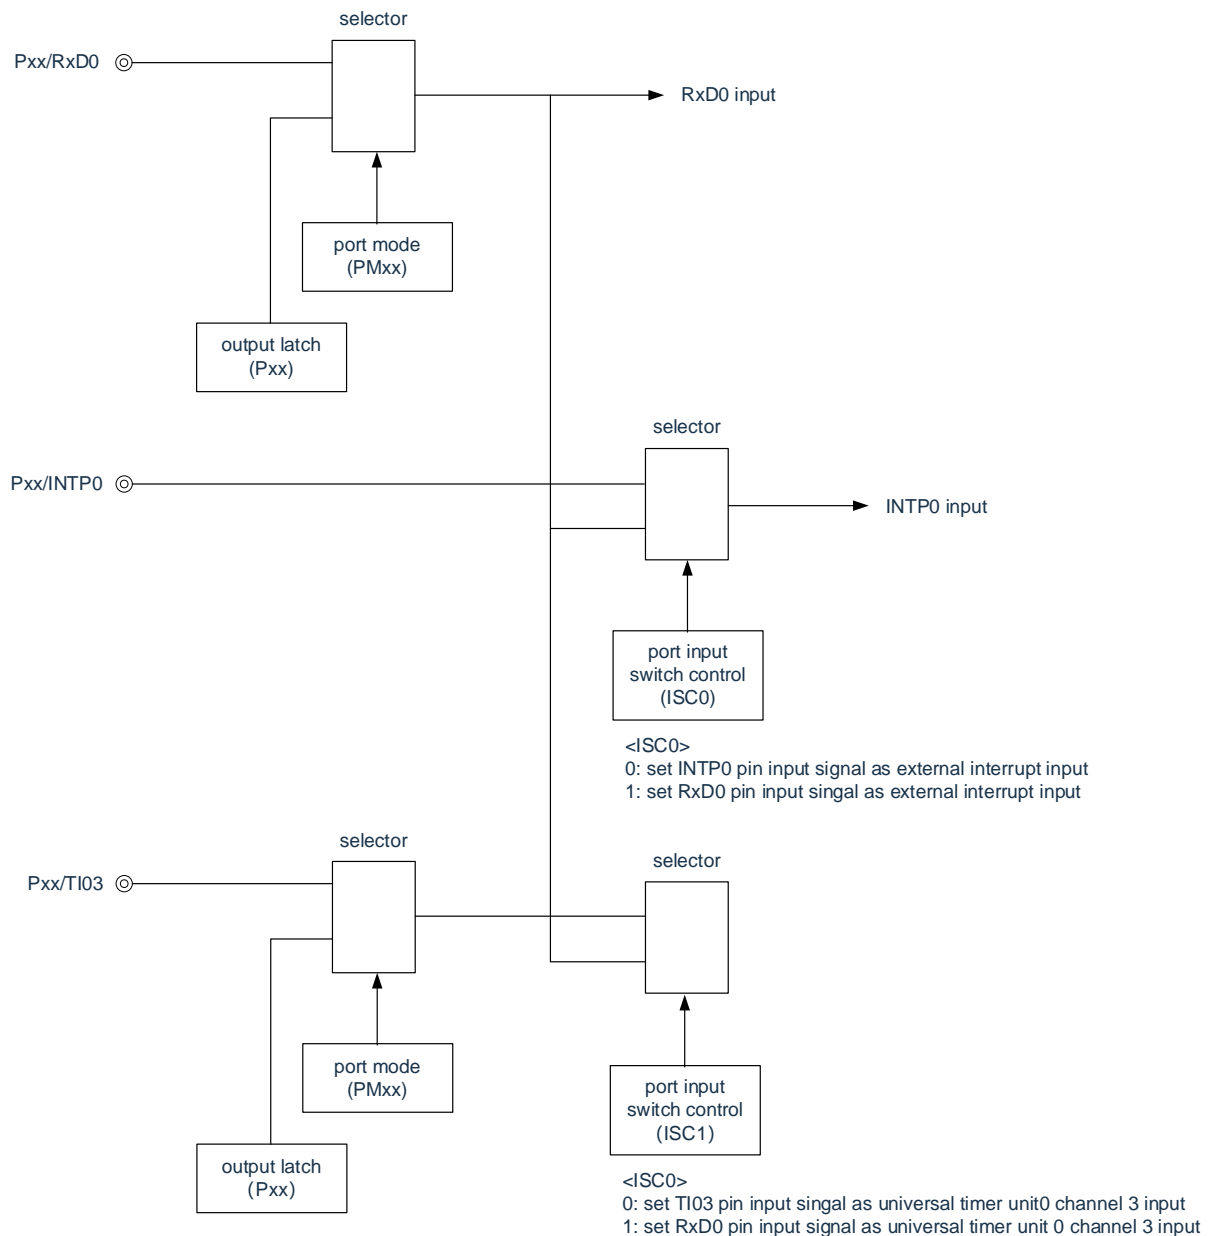 selector
Pxx/RxD0
RxD0 input
port mode
(PMxx)
output latch
(Pxx)
selector
Pxx/INTP0
INTP0 input
port input
switch control
(ISC0)
<ISC0>
0: set INTP0 pin input signal as external interrupt input
1: set RxD0 pin input singal as external interrupt input
selector
selector
Pxx/TI03
port mode
(PMxx)
port input
switch control
(ISC1)
output latch
(Pxx)
<ISC0>
0: set TI03 pin input singal as universal timer unit0 channel 3 input
1: set RxD0 pin input signal as universal timer unit 0 channel 3 input